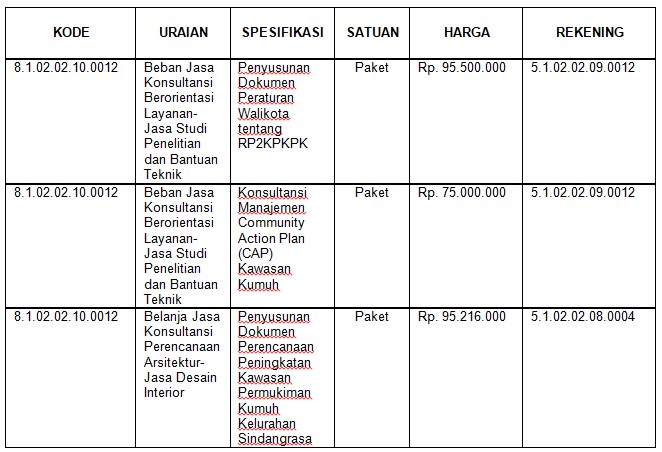 KODE URAIAN SPESIFIKASI SATUAN HARGA REKENING
8.1.02.02.10.0012 Beban Jasa Penyusunan Paket Rp. 95.500.000 5.1.02.02.09.0012
Konsultansi Dokumen
Berorientasi Peraturan
Layanan- Walikota
Jasa Studi tentang
Penelitian RP2KPKPK
dan Bantuan
Teknik
8.1.02.02.10.0012 Beban Jasa Konsultansi Paket Rp. 75.000.000 5.1.02.02.09.0012
Konsultansi Manajemen
Berorientasi Community
Layanan- Action Plan
Jasa Studi (CAP)
Penelitian Kawasan
dan Bantuan Kumuh
Teknik
8.1.02.02.10.0012 Belanja Jasa Penyusunan Paket Rp. 95.216.000 5.1.02.02.08.0004
Konsultansi Dokumen
Perencanaan Perencanaan
Arsitektur- Peningkatan
Jasa Desain Kawasan
Interior Permukiman
Kumuh
Kelurahan
Sindangrasa